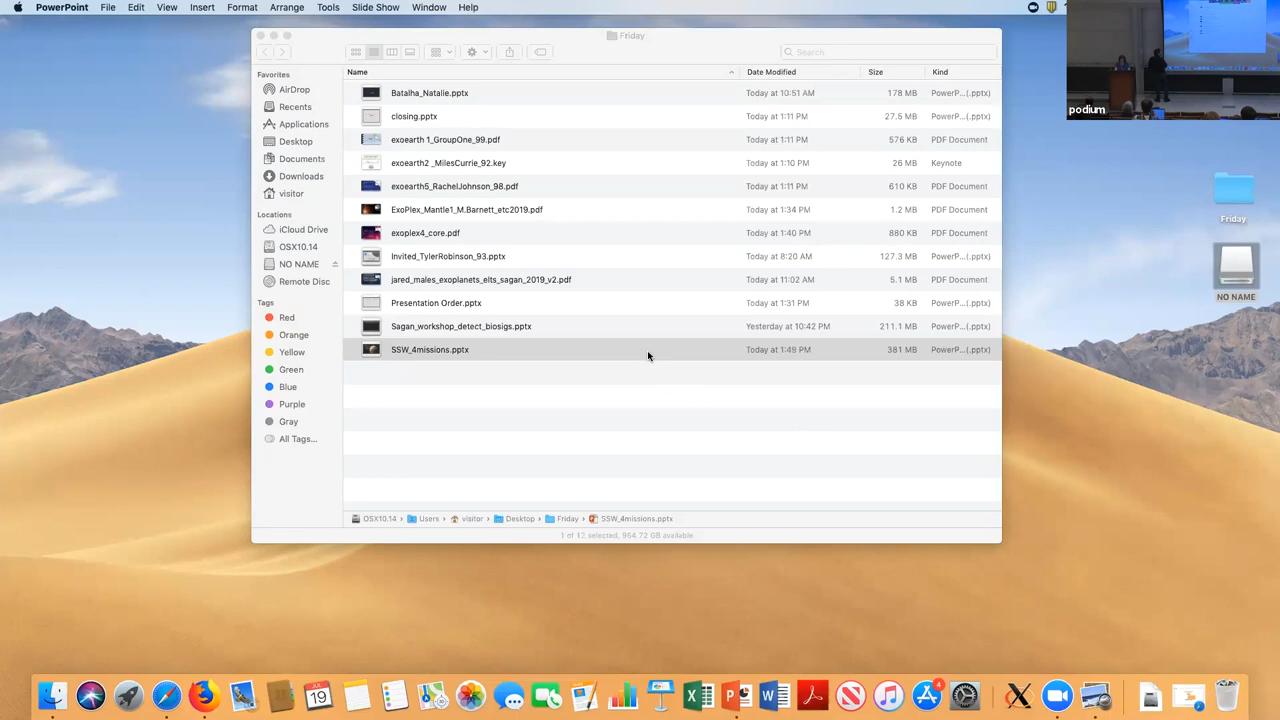 PowerPoint File Edit View Insert Format Arrange Tools Slide Show Window Help
Friday
Search
Name Date Modified Size Kind
Favorites
AirDrop
Recents
Applications
Desktop
Documents
Downloads
visitor
Locations
iCloud Drive
OSX10.14
NO NAME
Remote Disc
Tags
Red
Orange
Yellow
Green
Blue
Purple
Gray
All Tags...
Batalha_Natalie.pptx Today at 10:51 AM 178 MB PowerP...(.pptx)
closing.pptx Today at 1:11 PM 27.5 MB PowerP...(.pptx)
exoearth 1_GroupOne_99.pdf Today at 1:11 PM 576 KB PDF Document
exoearth2 _MilesCurrie_92.key Today at 1:10 PM 26 MB Keynote
exoearth5_RachelJohnson_98.pdf Today at 1:11 PM 610 KB PDF Document
ExoPlex_Mantle1_M.Barnett_etc2019.pdf Today at 1:34 PM 1.2 MB PDF Document
exoplex4_core.pdf Today at 1:40 PM 880 KB PDF Document
Invited_TylerRobinson_93.pptx Today at 8:20 AM 127.3 MB PowerP...(.pptx)
jared_males_exoplanets_elts_sagan_2019_v2.pdf Today at 11:02 AM 5.1 MB PDF Document
Presentation Order.pptx Today at 1:31 PM 38 KB PowerP...(.pptx)
Sagan_workshop_detect_biosigs.pptx Yesterday at 10:42 PM 211.1 MB PowerP...(.pptx)
SSW_4missions.pptx Today at 1:49 PM 381 MB PowerP...(.pptx)
OSX10.14 › Users › visitor › Desktop › Friday › SSW_4missions.pptx
1 of 12 selected, 964.72 GB available
podium
Friday
NO NAME
JUL
19
4